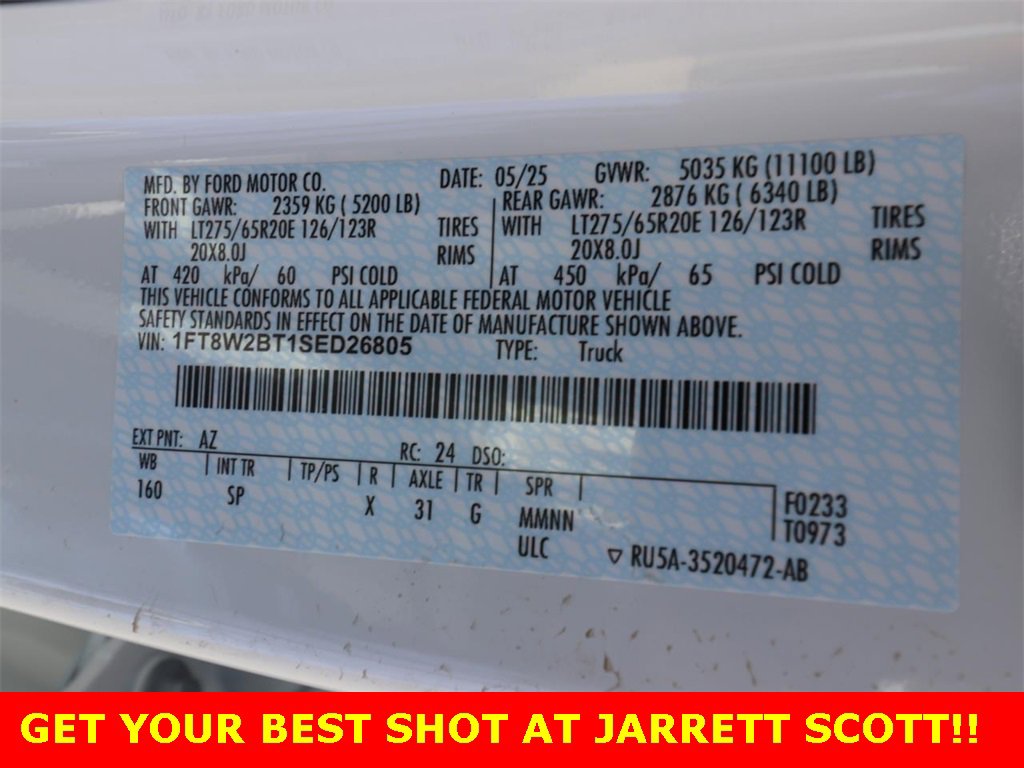 MFD. BY FORD MOTOR CO. DATE: 05/25 GVWR: 5035 KG (11100 LB)
FRONT GAWR: 2359 KG ( 5200 LB) REAR GAWR: 2876 KG ( 6340 LB)
WITH LT275/65R20E 126/123R TIRES WITH LT275/65R20E 126/123R TIRES
20X8.0J RIMS 20X8.0J RIMS
AT 420 kPa/ 60 PSI COLD AT 450 kPa/ 65 PSI COLD
THIS VEHICLE CONFORMS TO ALL APPLICABLE FEDERAL MOTOR VEHICLE
SAFETY STANDARDS IN EFFECT ON THE DATE OF MANUFACTURE SHOWN ABOVE.
VIN: 1FT8W2BT1SED26805 TYPE: Truck
EXT PNT: AZ RC: 24 DSO:
WB INT TR TP/PS R AXLE TR SPR
160 SP X 31 G MMNN F0233
ULC T0973
RU5A-3520472-AB
GET YOUR BEST SHOT AT JARRETT SCOTT!!